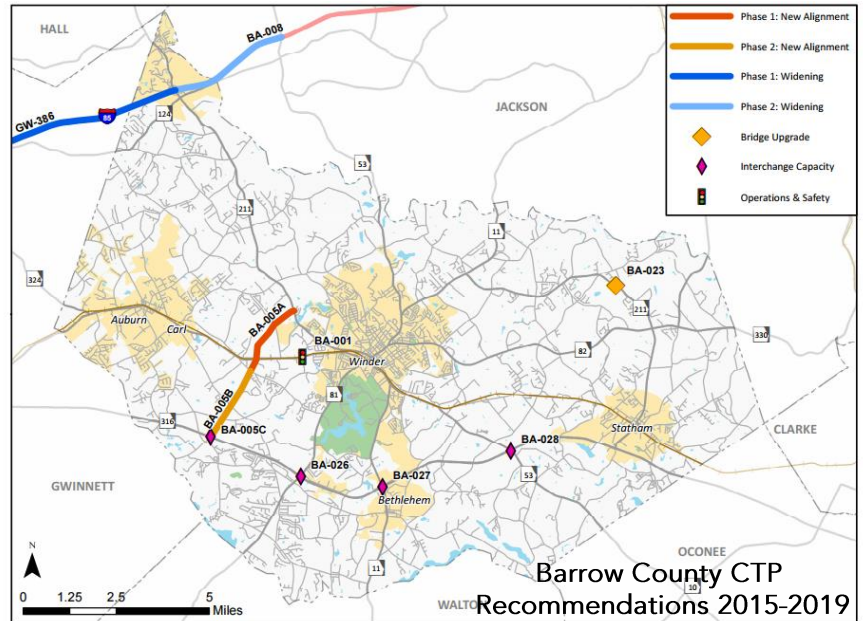 HALL
BA-008
Phase 1: New Alignment
Phase 2: New Alignment
Phase 1: Widening
Phase 2: Widening
Bridge Upgrade
Interchange Capacity
Operations & Safety
GW-386
85
124
JACKSON
53
211
11
324
BA-023
211
Auburn
Carl
BA-005A
BA-001
Winder
82
330
81
BA-005B
316
BA-005C
Statham
CLARKE
BA-028
BA-026
BA-027
53
GWINNETT
Bethlehem
OCONEE
N
11
10
WALTON
0 1.25 2.5 5
Miles
Barrow County CTP
Recommendations 2015-2019